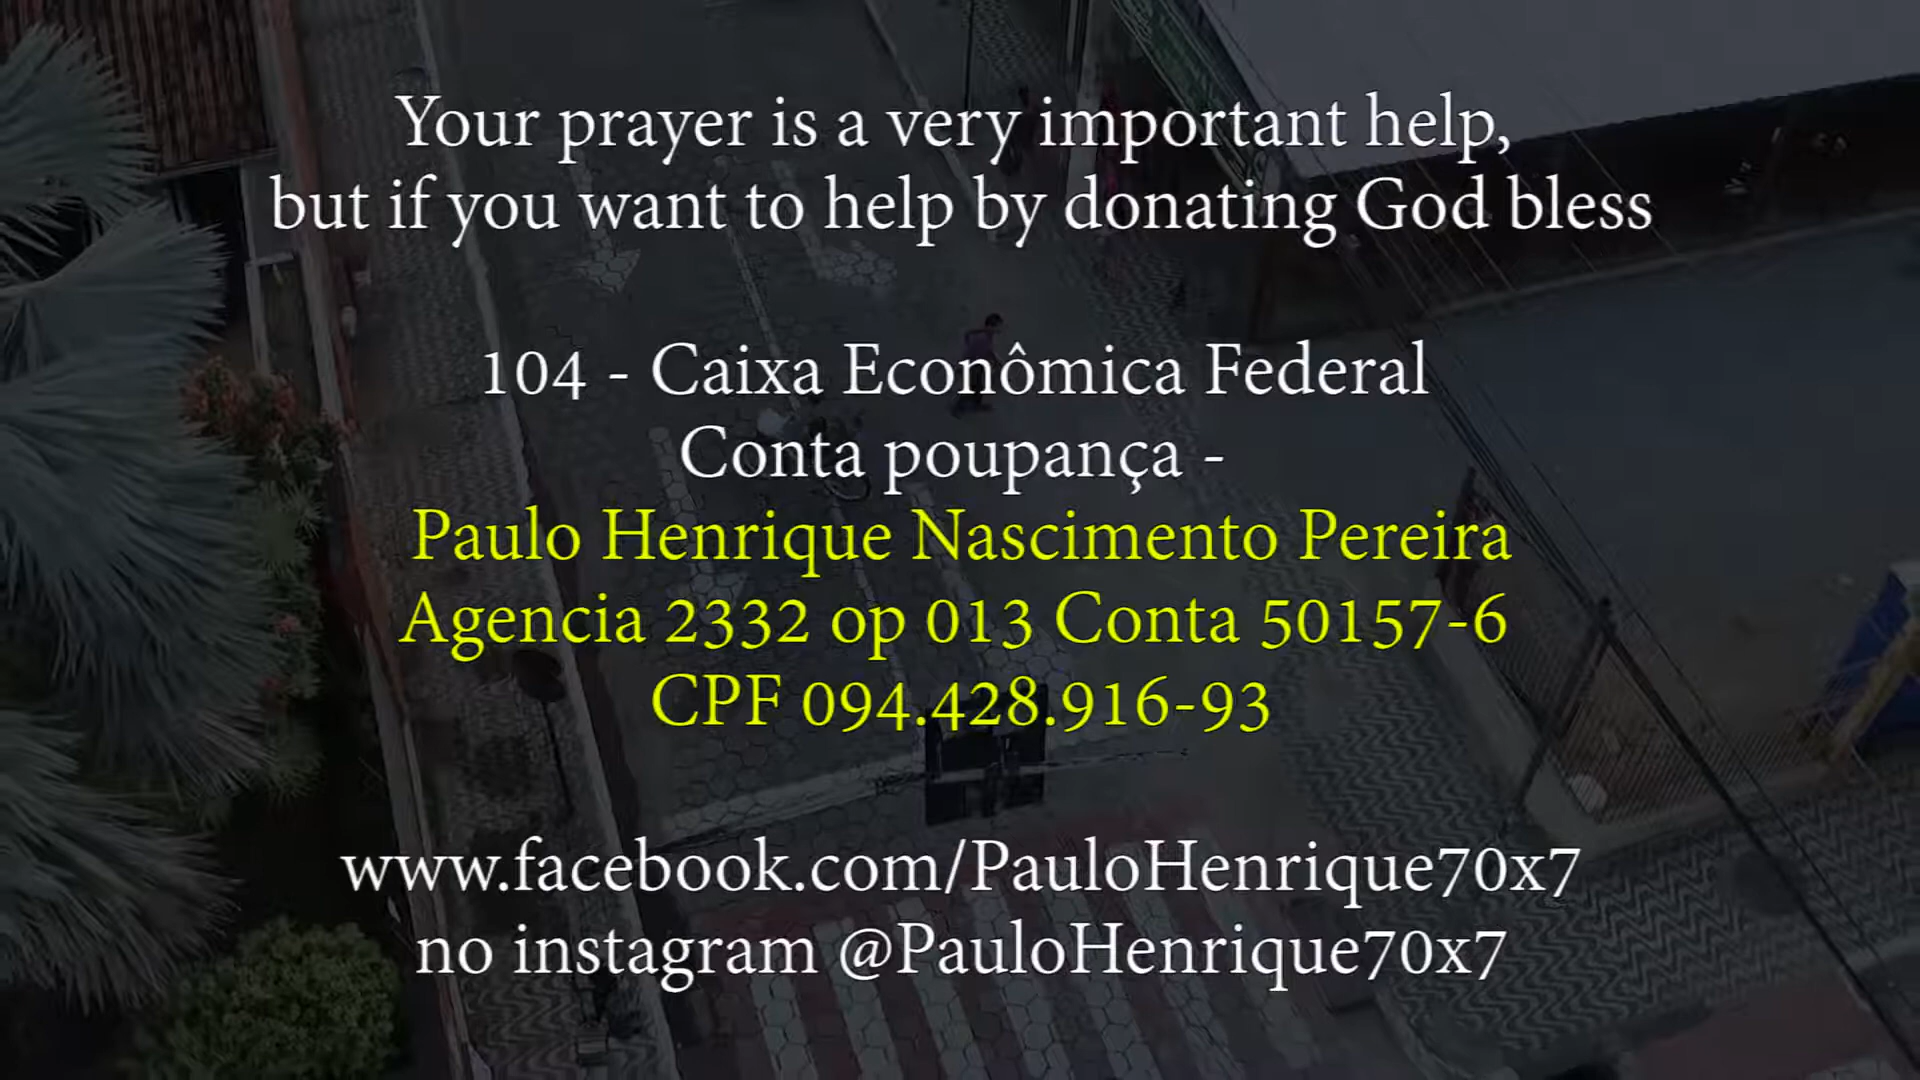 Your prayer is a very important help,
but if you want to help by donating God bless
104 - Caixa Econômica Federal
Conta poupança -
Paulo Henrique Nascimento Pereira
Agencia 2332 op 013 Conta 50157-6
CPF 094.428.916-93
www.facebook.com/PauloHenrique70x7
no instagram @PauloHenrique70x7